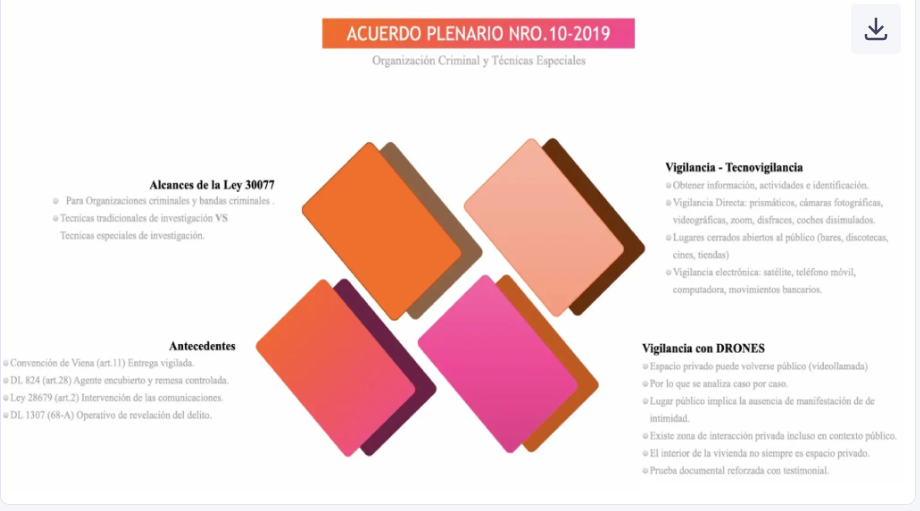 ACUERDO PLENARIO NRO.10-2019
Organización Criminal y Técnicas Especiales
Alcances de la Ley 30077
Para Organizaciones criminales y bandas criminales .
Tecnicas tradicionales de investigación VS
Tecnicas especiales de investigación.
Vigilancia - Tecnovigilancia
Obtener información, actividades e identificación.
Vigilancia Directa: prismáticos, cámaras fotográficas,
videográficas, zoom, disfraces, coches disimulados.
Lugares cerrados abiertos al público (bares, discotecas,
cines, tiendas)
Vigilancia electrónica: satélite, teléfono móvil,
computadora, movimientos bancarios.
Antecedentes
Convención de Viena (art.11) Entrega vigilada.
DL 824 (art.28) Agente encubierto y remesa controlada.
Ley 28679 (art.2) Intervención de las comunicaciones.
DL 1307 (68-A) Operativo de revelación del delito.
Vigilancia con DRONES
Espacio privado puede volverse público (videollamada)
Por lo que se analiza caso por caso.
Lugar público implica la ausencia de manifestación de de
intimidad.
Existe zona de interacción privada incluso en contexto público.
El interior de la vivienda no siempre es espacio privado.
Prueba documental reforzada con testimonial.